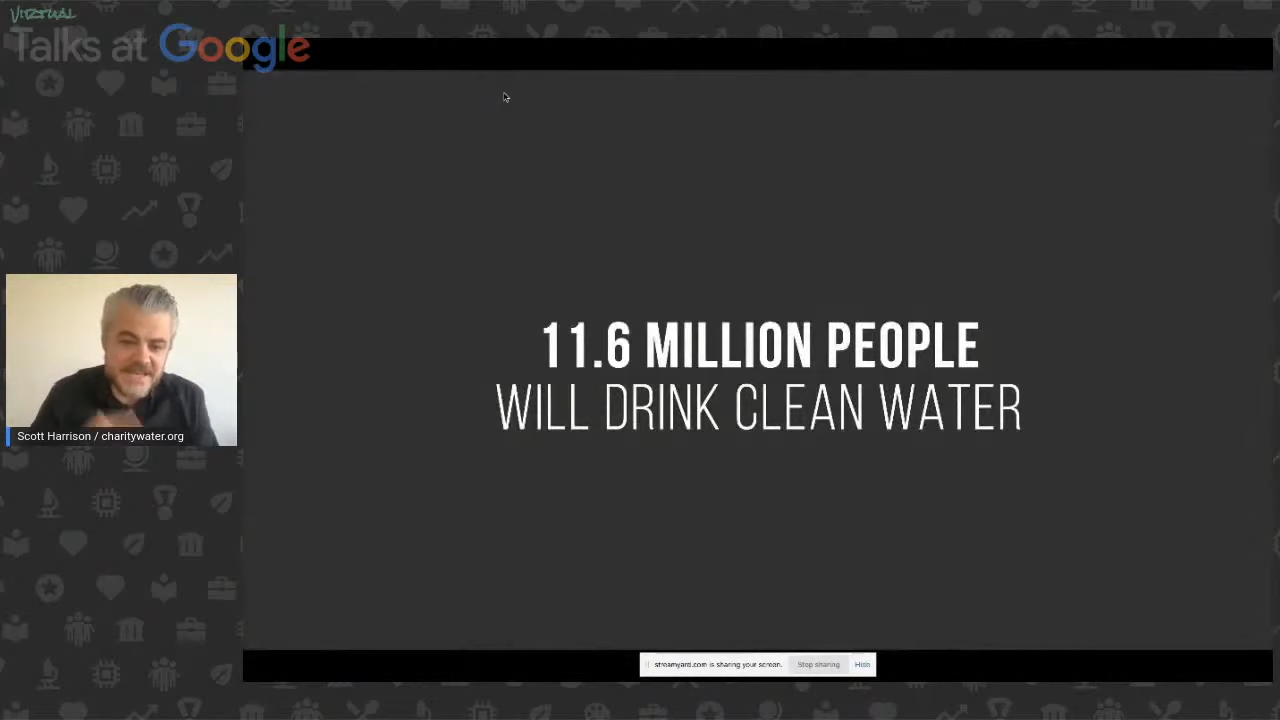 VIRTUAL
Talks at Google
11.6 MILLION PEOPLE
WILL DRINK CLEAN WATER
Scott Harrison / charitywater.org
streamyard.com is sharing your screen. Stop sharing Hide